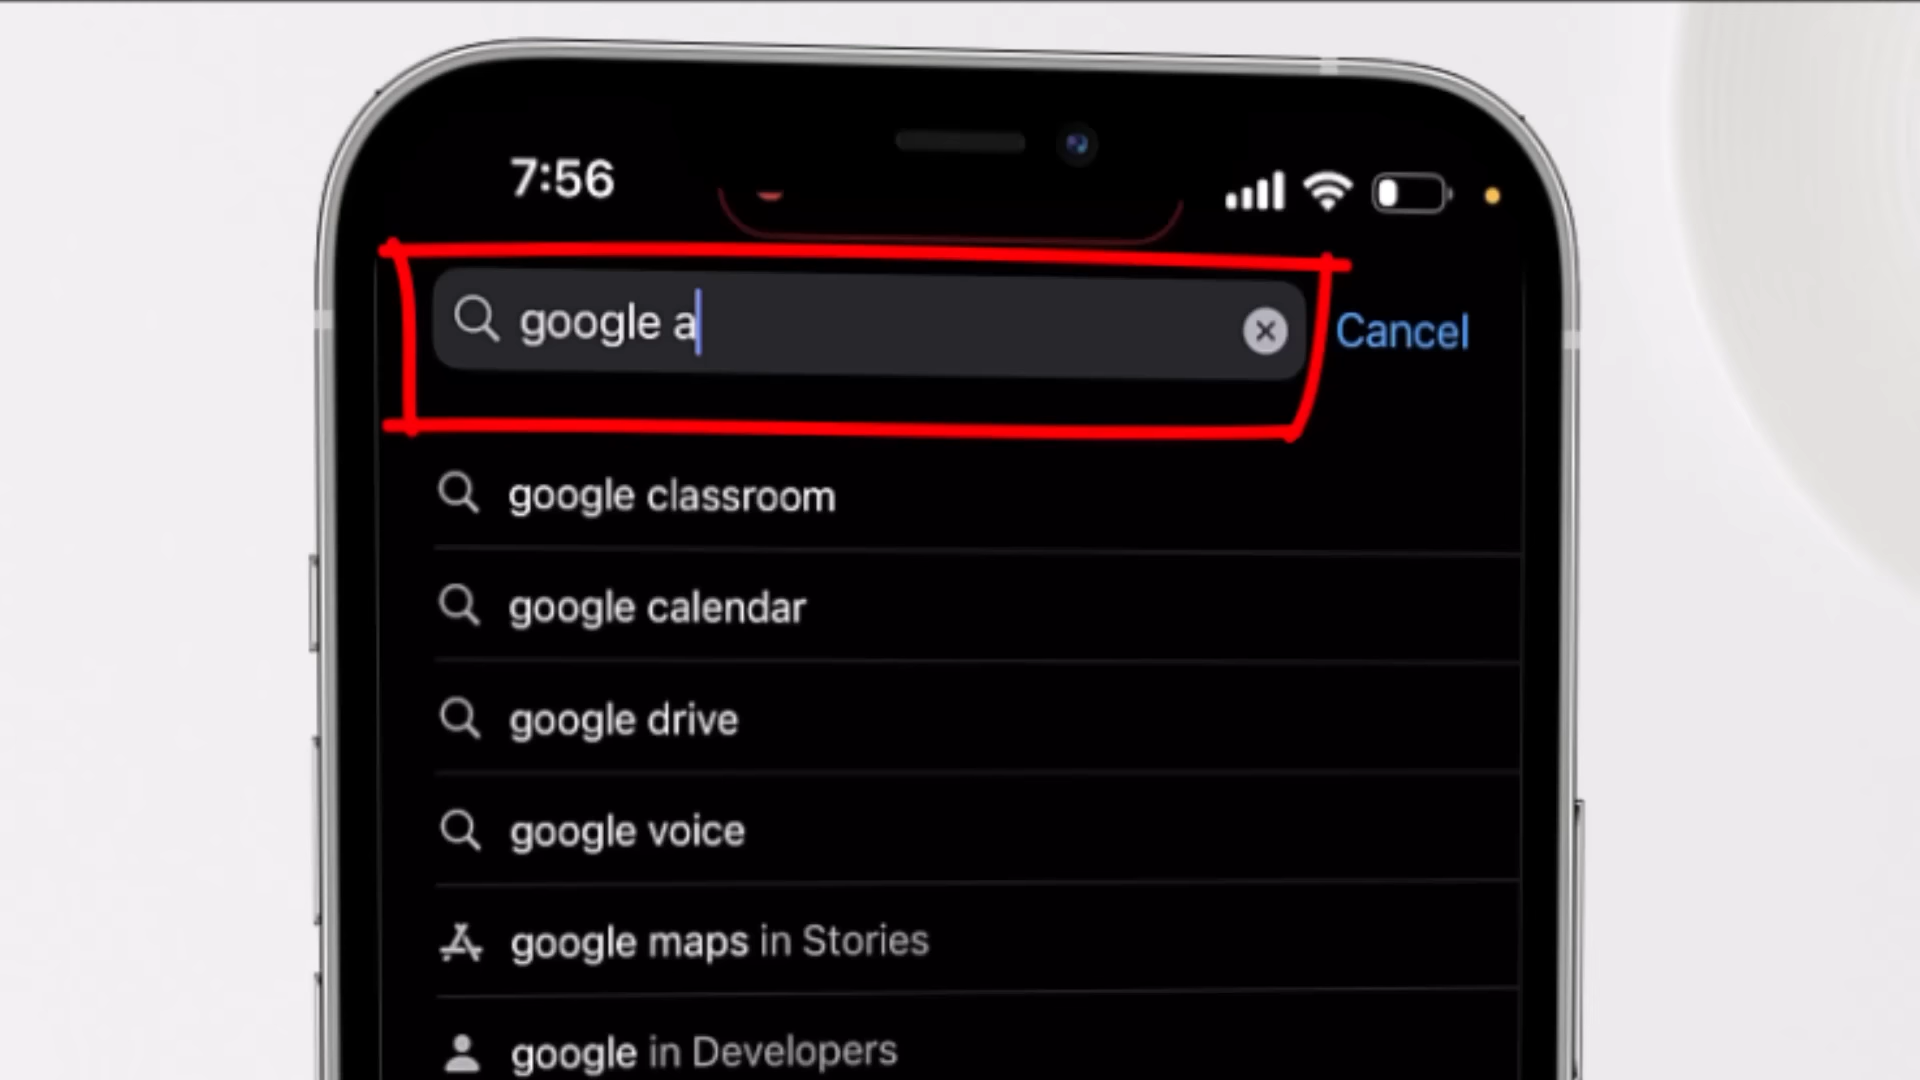 7:56
google a
Cancel
google classroom
google calendar
google drive
google voice
google maps in Stories
google in Developers